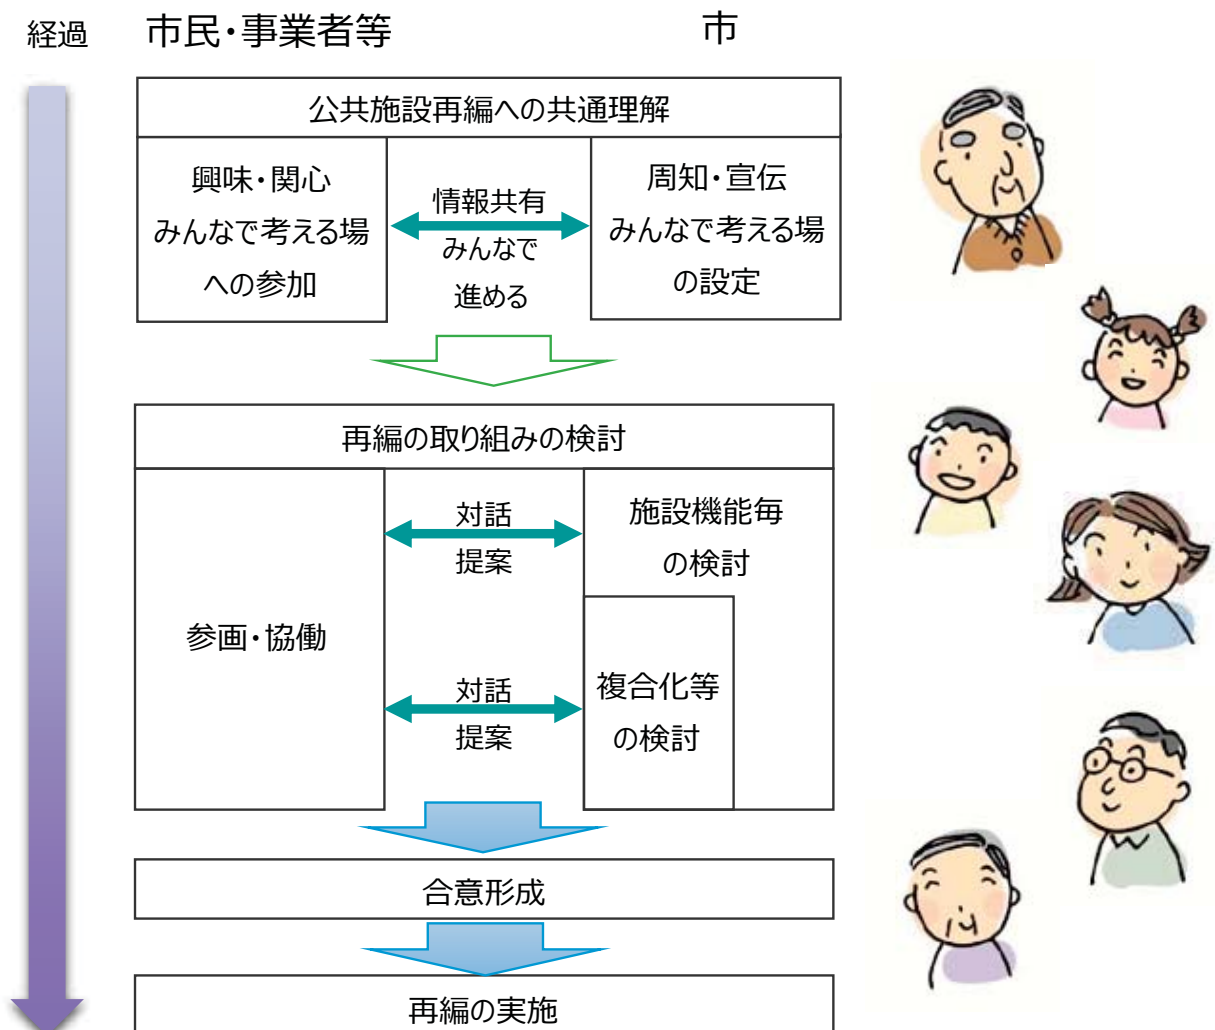 経過
市民・事業者等
市
公共施設再編への共通理解
興味・関心
みんなで考える場
への参加
情報共有
みんなで
進める
周知・宣伝
みんなで考える場
の設定
再編の取り組みの検討
参画・協働
対話
提案
施設機能毎
の検討
対話
提案
複合化等
の検討
合意形成
再編の実施